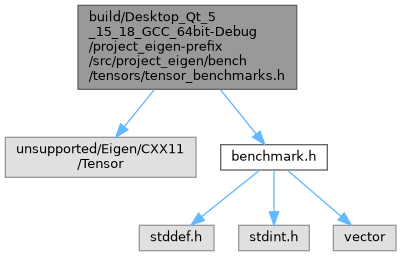 build/Desktop_Qt_5
_15_18_GCC_64bit-Debug
/project_eigen-prefix
/src/project_eigen/bench
/tensors/tensor_benchmarks.h
unsupported/Eigen/CXX11
/Tensor
benchmark.h
stddef.h
stdint.h
vector